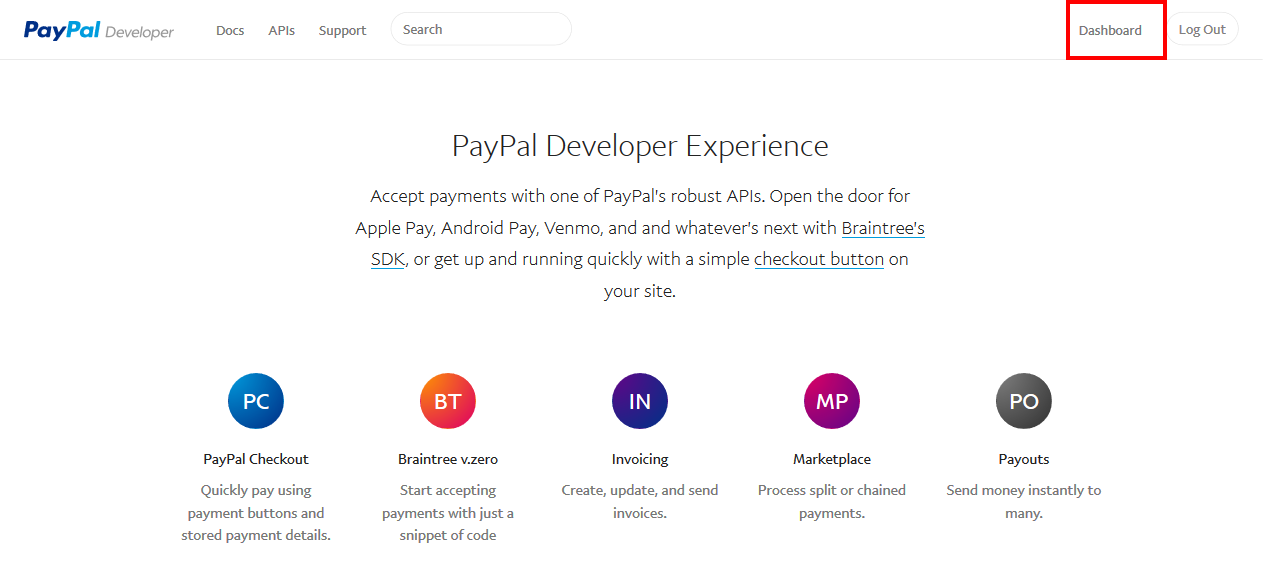 PayPal Developer Docs APIs Support Search Dashboard Log Out
PayPal Developer Experience
Accept payments with one of PayPal's robust APIs. Open the door for
Apple Pay, Android Pay, Venmo, and and whatever's next with Braintree's
SDK, or get up and running quickly with a simple checkout button on
your site.
PC
BT
IN
MP
PO
PayPal Checkout
Quickly pay using
payment buttons and
stored payment details.
Braintree v.zero
Start accepting
payments with just a
snippet of code
Invoicing
Create, update, and send
invoices.
Marketplace
Process split or chained
payments.
Payouts
Send money instantly to
many.